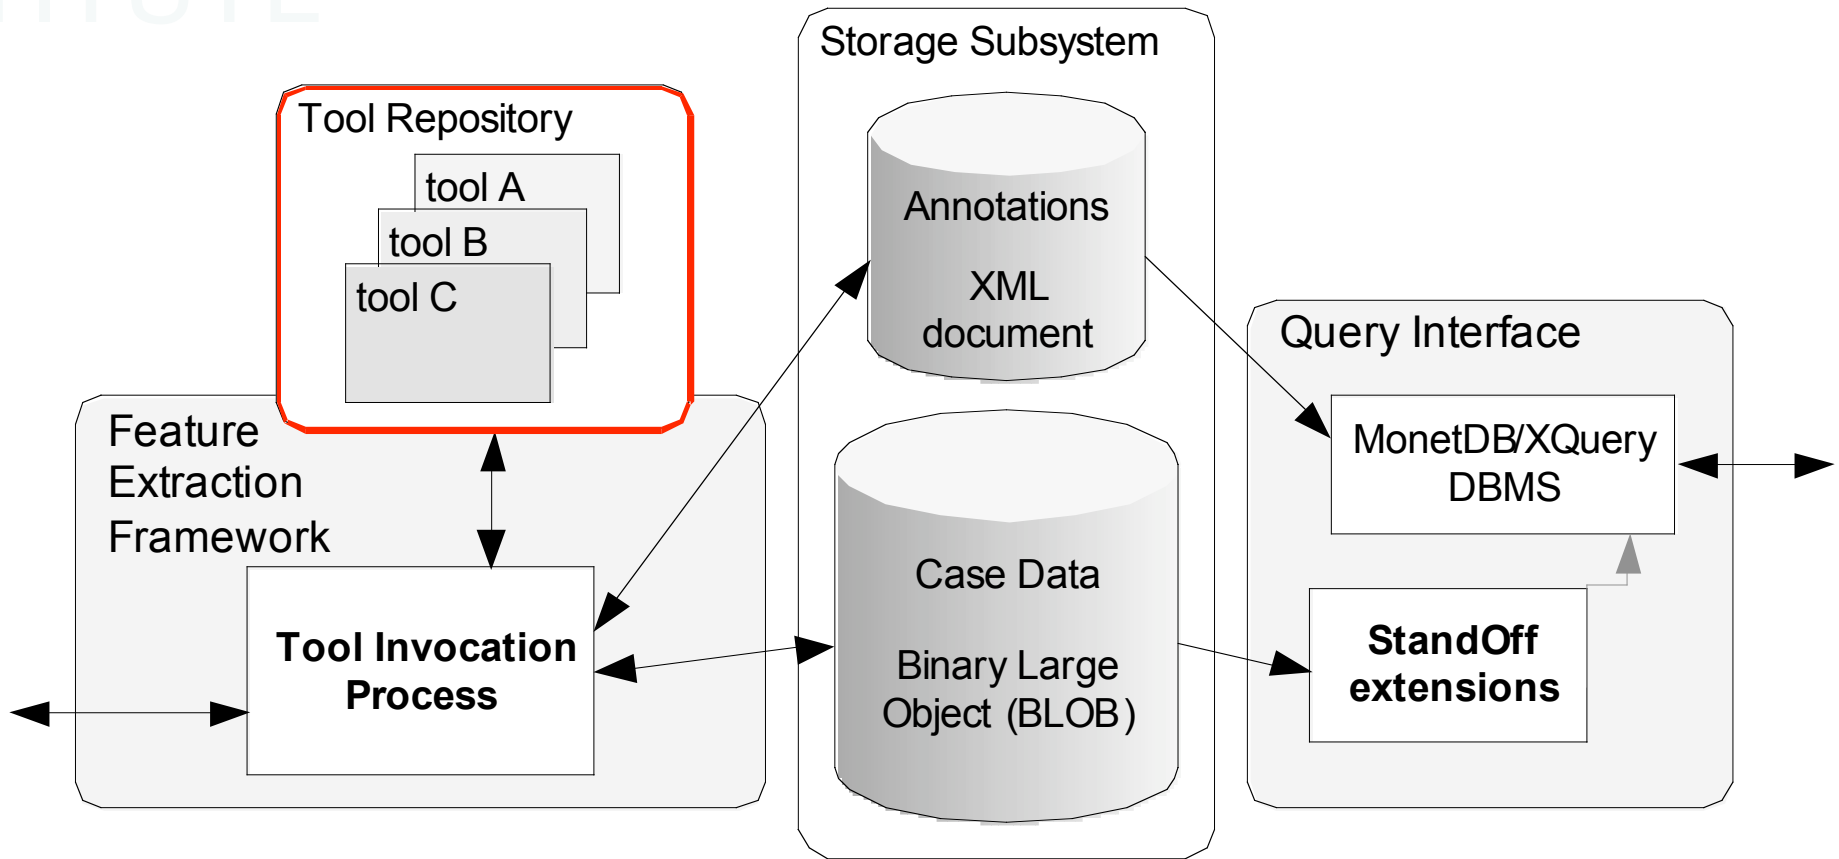 Storage Subsystem
Tool Repository
tool A
tool B
tool C
Annotations
XML
document
Query Interface
MonetDB/XQuery
DBMS
Feature
Extraction
Framework
Case Data
Binary Large
Object (BLOB)
Tool Invocation
Process
StandOff
extensions